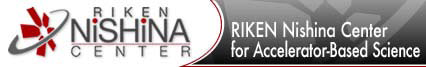 RIKEN
NiSHiNA
CENTER
RIKEN Nishina Center
for Accelerator-Based Science